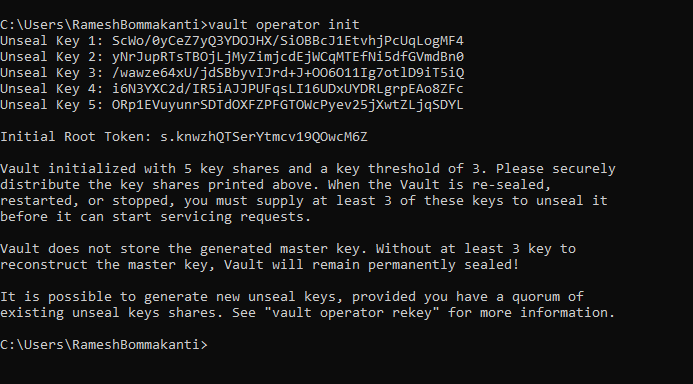 C:\Users\RameshBommakanti>vault operator init
Unseal Key 1: ScWo/0yCeZ7yQ3YDOJHX/SiOBBcJ1EtvhjPcUqLogMF4
Unseal Key 2: yNrJupRTsTBOjLjMyZimjcdEjWCqMTEfNi5dfGVmdBn0
Unseal Key 3: /wawze64xU/jdSBbyvIJrd+J+OO6O11Ig7otlD9iT5iQ
Unseal Key 4: i6N3YXC2d/IR5iAJJPUFqsLI16UDxUYDRLgrpEAo8ZFc
Unseal Key 5: ORp1EVuyunrSDTdOXFZPFGTOWcPyev25jXwtZLjqSDYL
Initial Root Token: s.knwzhQTSerYtmcv19QOwcM6Z
Vault initialized with 5 key shares and a key threshold of 3. Please securely
distribute the key shares printed above. When the Vault is re-sealed,
restarted, or stopped, you must supply at least 3 of these keys to unseal it
before it can start servicing requests.
Vault does not store the generated master key. Without at least 3 key to
reconstruct the master key, Vault will remain permanently sealed!
It is possible to generate new unseal keys, provided you have a quorum of
existing unseal keys shares. See "vault operator rekey" for more information.
C:\Users\RameshBommakanti>